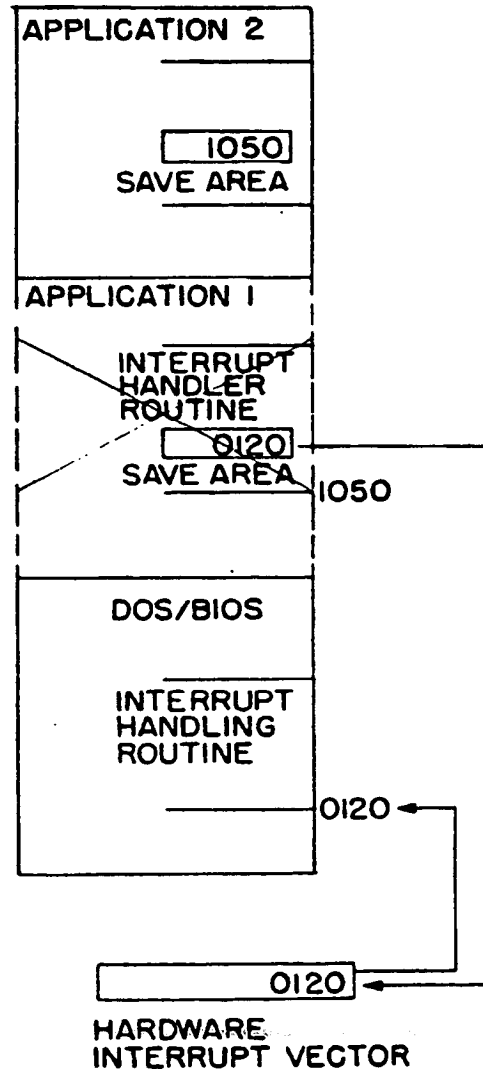 APPLICATION 2
1050
SAVE AREA
APPLICATION 1
INTERRUPT
HANDLER
ROUTINE
0120
SAVE AREA
1050
DOS/BIOS
INTERRUPT
HANDLING
ROUTINE
0120
0120
HARDWARE
INTERRUPT VECTOR